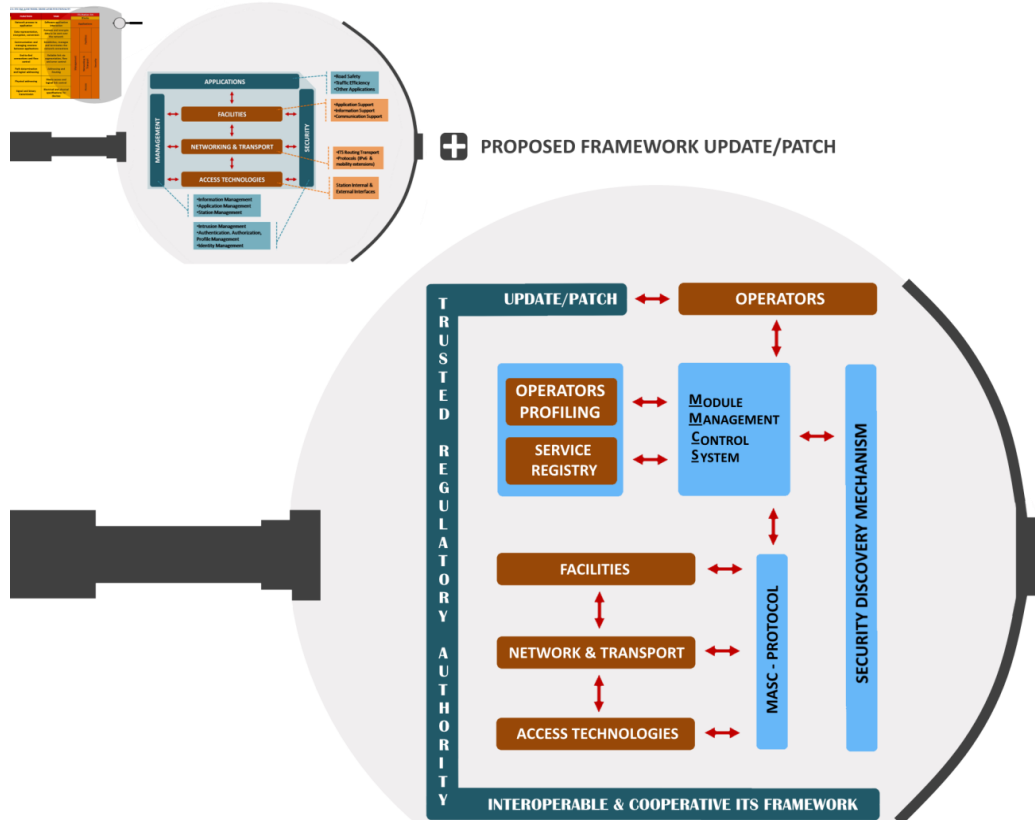 APPLICATIONS
•Road Safety
•Traffic Efficiency
•Other Applications
MANAGEMENT
FACILITIES
SECURITY
•Application Support
•Information Support
•Communication Support
NETWORKING & TRANSPORT
•ITS Routing Transport
•Protocols (IPv6 &
mobility extensions)
ACCESS TECHNOLOGIES
Station Internal &
External Interfaces
•Information Management
•Application Management
•Station Management
•Intrusion Management
•Authentication, Authorization,
Profile Management
•Identity Management
PROPOSED FRAMEWORK UPDATE/PATCH
TRUSTED REGULATORY AUTHORITY
UPDATE/PATCH
OPERATORS
OPERATORS
PROFILING
SERVICE
REGISTRY
MODULE
MANAGEMENT
CONTROL
SYSTEM
SECURITY DISCOVERY MECHANISM
FACILITIES
NETWORK & TRANSPORT
ACCESS TECHNOLOGIES
MASC - PROTOCOL
INTEROPERABLE & COOPERATIVE ITS FRAMEWORK